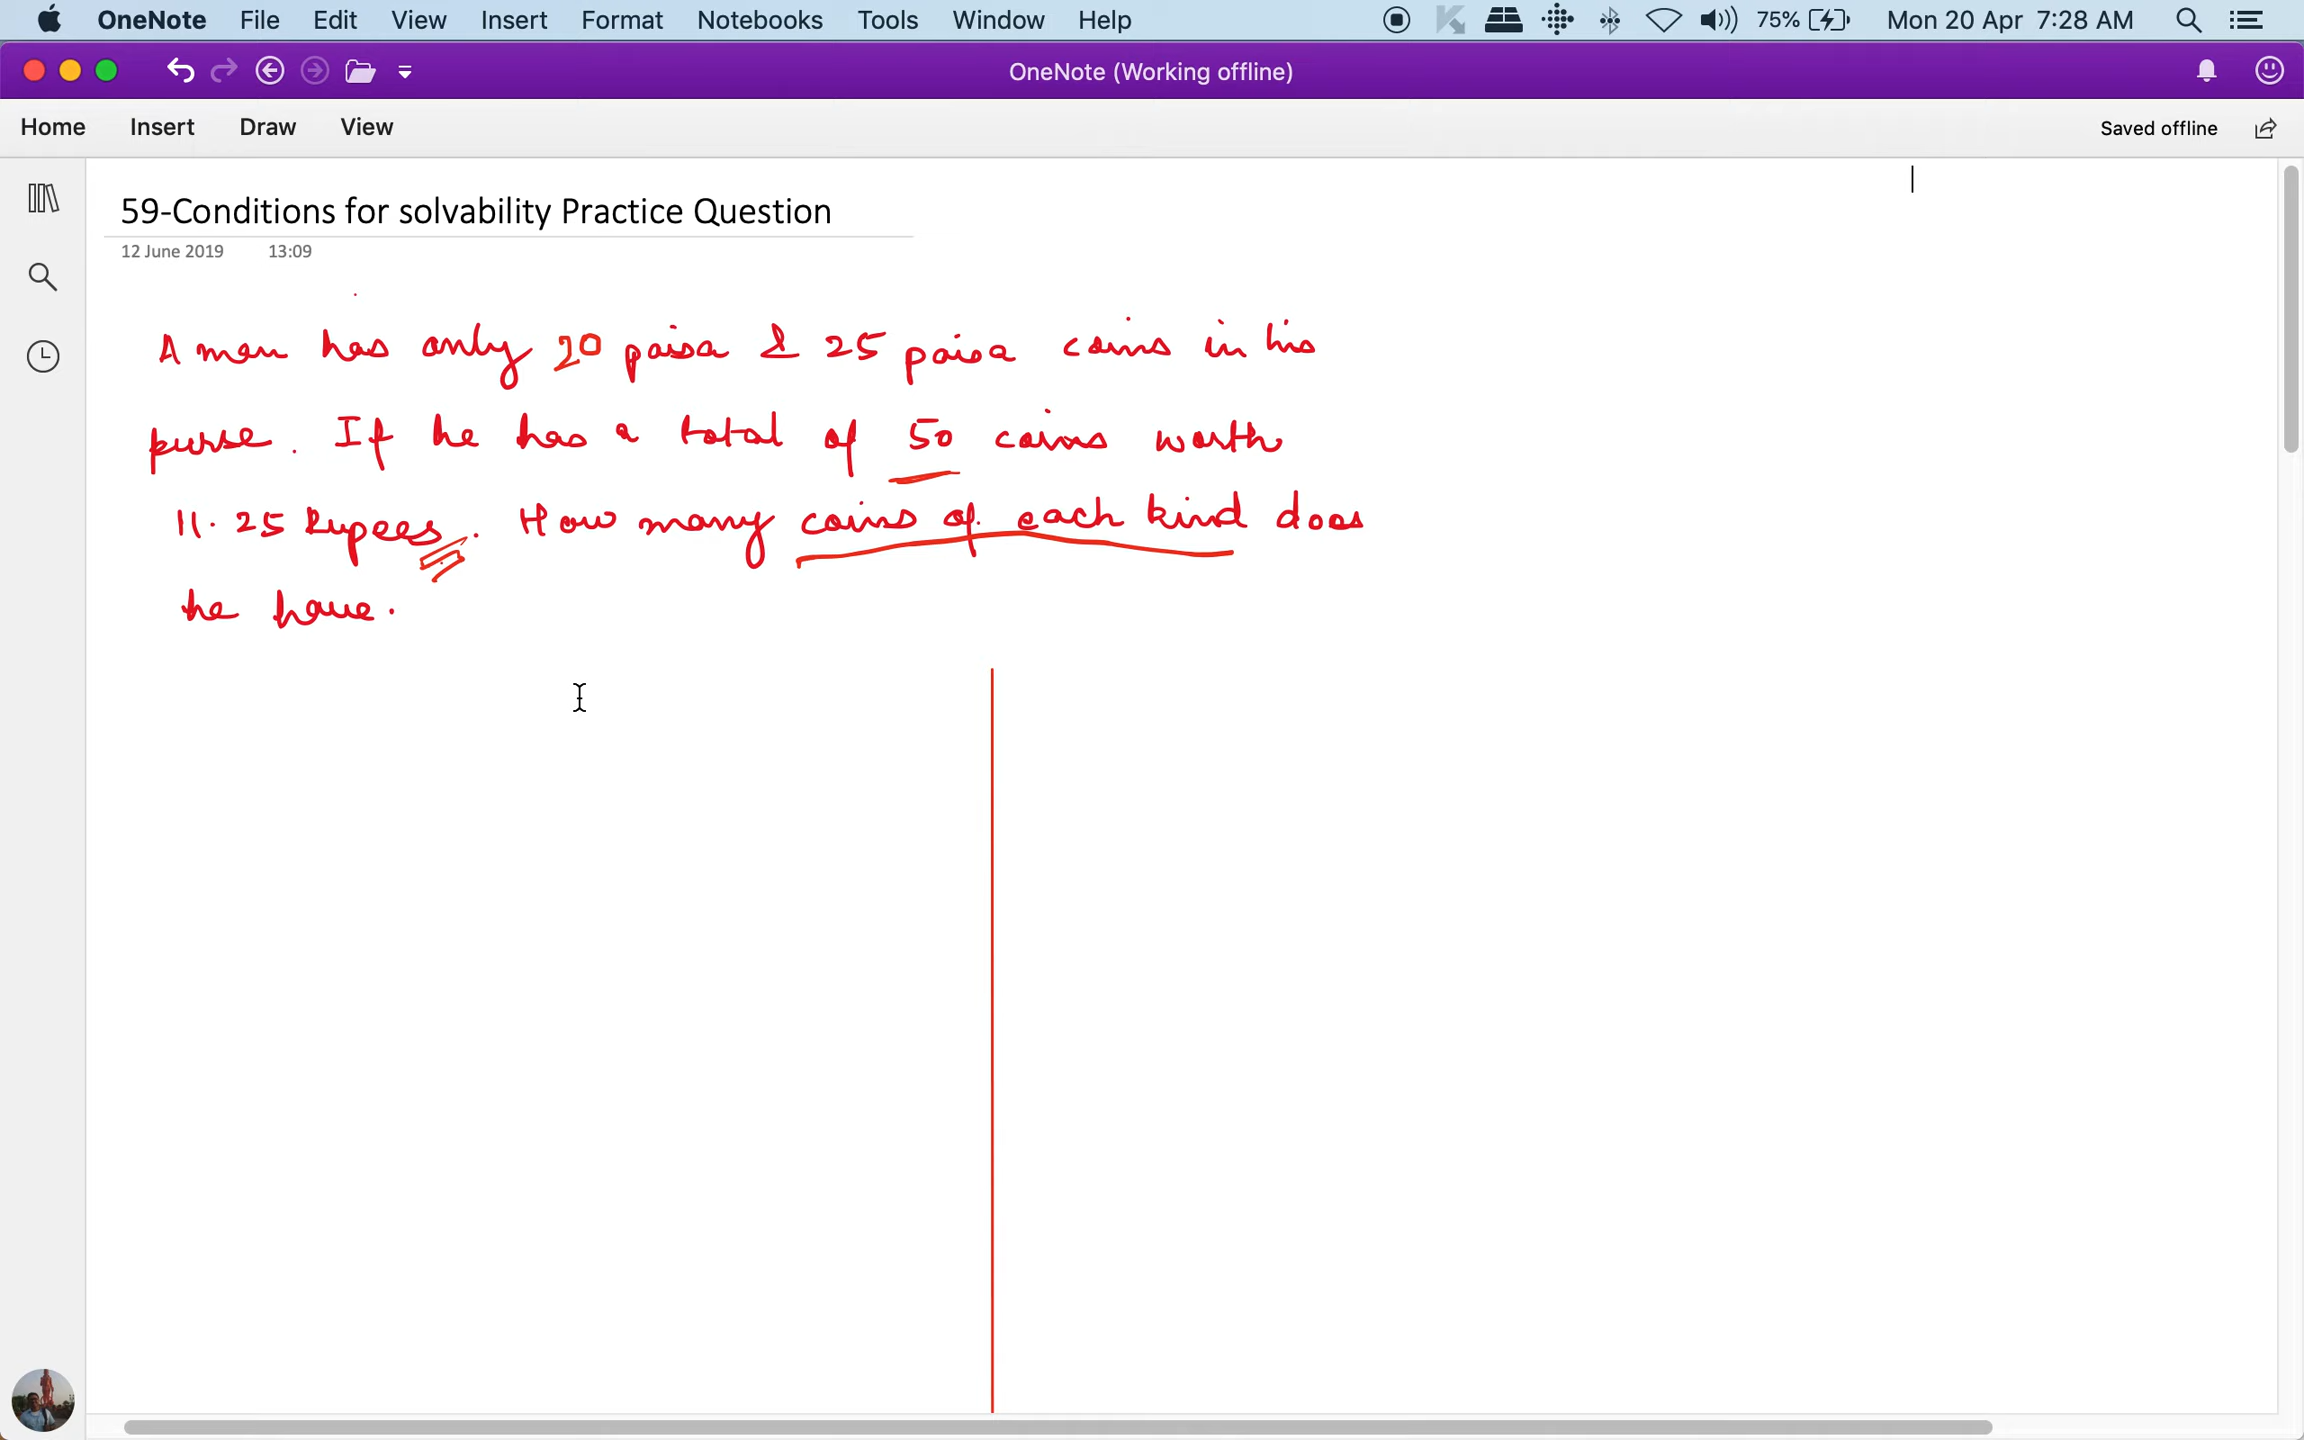 OneNote File Edit View Insert Format Notebooks Tools Window Help 75% Mon 20 Apr 7:28 AM
OneNote (Working offline)
Home Insert Draw View Saved offline
59-Conditions for solvability Practice Question
12 June 2019 13:09
A man has only 20 paisa & 25 paisa coins in his
purse. If he has a total of 50 coins worth
11.25 Rupees. How many coins of each kind does
he have.